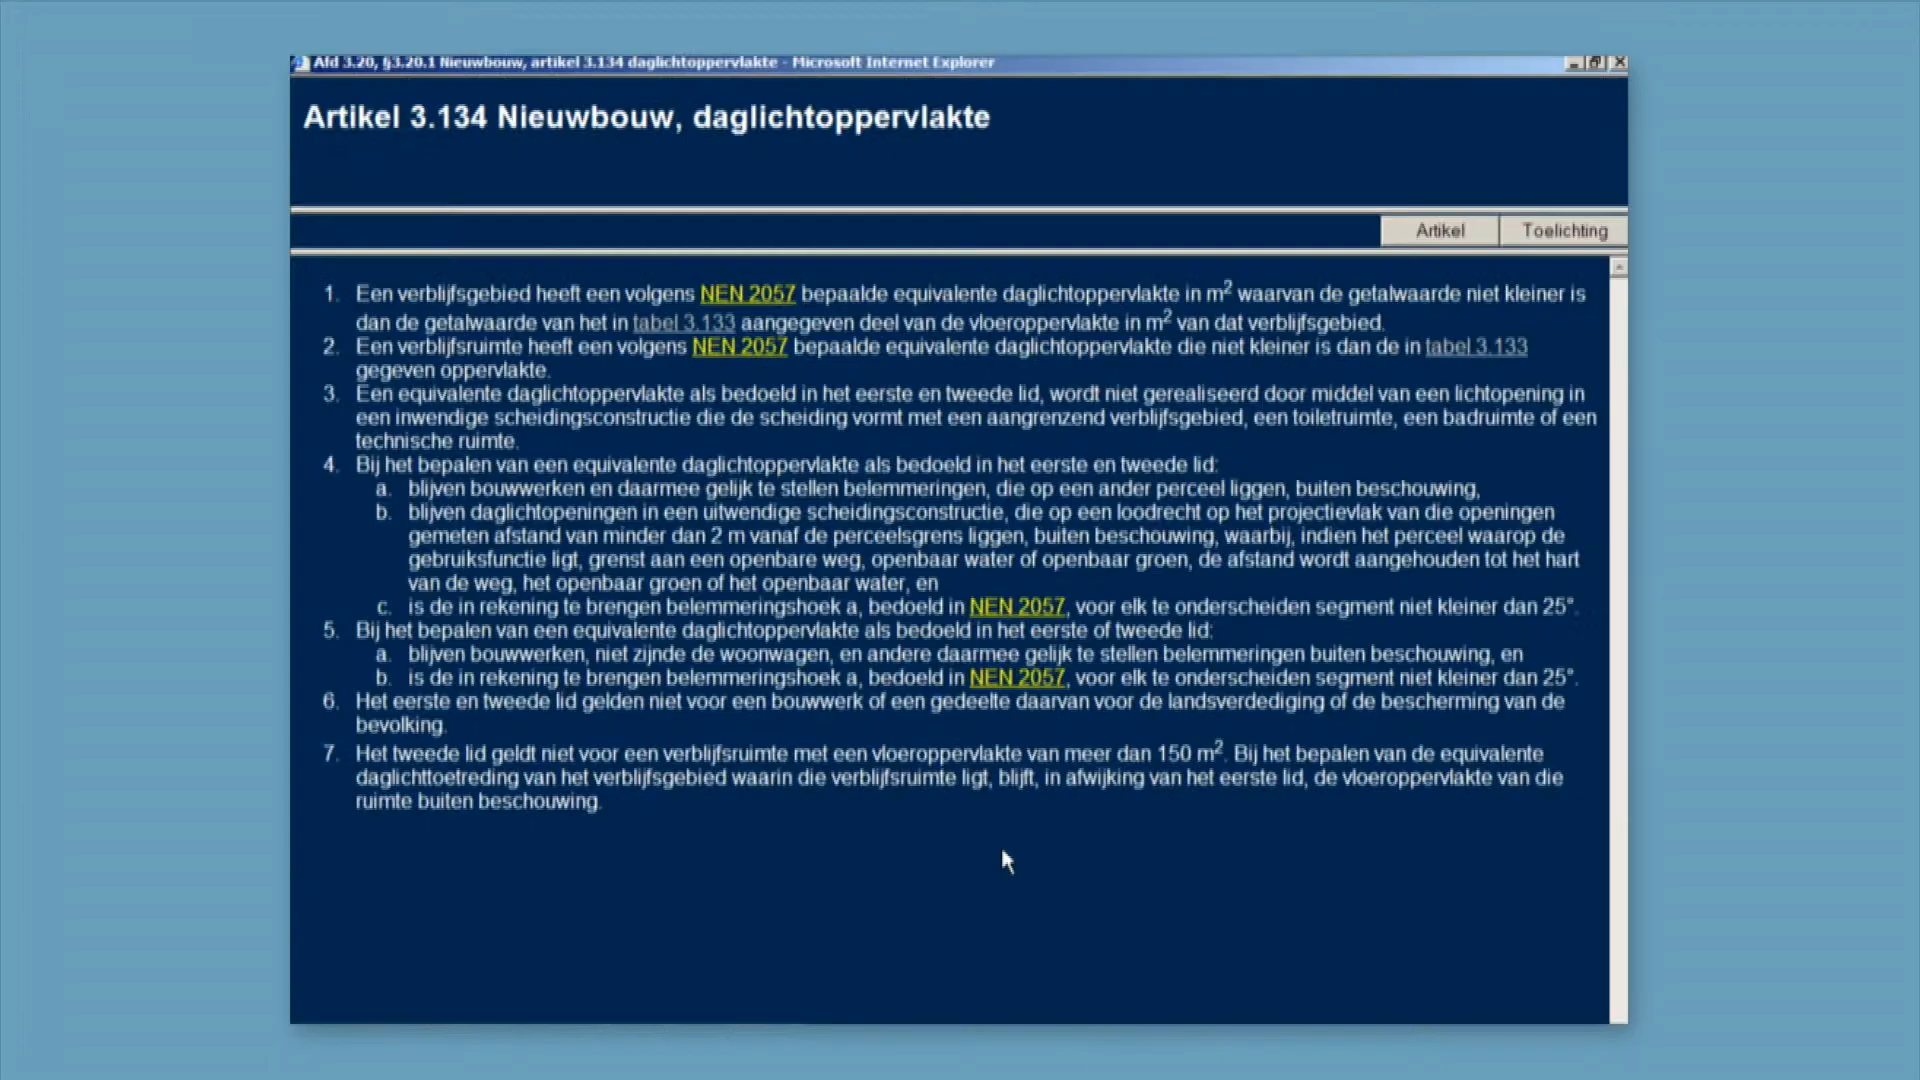 Afd 3.20, §3.20.1 Nieuwbouw, artikel 3.134 daglichtoppervlakte - Microsoft Internet Explorer
Artikel 3.134 Nieuwbouw, daglichtoppervlakte
Artikel Toelichting
1. Een verblijfsgebied heeft een volgens NEN 2057 bepaalde equivalente daglichtoppervlakte in m² waarvan de getalwaarde niet kleiner is
dan de getalwaarde van het in tabel 3.133 aangegeven deel van de vloeroppervlakte in m² van dat verblijfsgebied.
2. Een verblijfsruimte heeft een volgens NEN 2057 bepaalde equivalente daglichtoppervlakte die niet kleiner is dan de in tabel 3.133
gegeven oppervlakte.
3. Een equivalente daglichtoppervlakte als bedoeld in het eerste en tweede lid, wordt niet gerealiseerd door middel van een lichtopening in
een inwendige scheidingsconstructie die de scheiding vormt met een aangrenzend verblijfsgebied, een toiletruimte, een badruimte of een
technische ruimte.
4. Bij het bepalen van een equivalente daglichtoppervlakte als bedoeld in het eerste en tweede lid:
a. blijven bouwwerken en daarmee gelijk te stellen belemmeringen, die op een ander perceel liggen, buiten beschouwing,
b. blijven daglichtopeningen in een uitwendige scheidingsconstructie, die op een loodrecht op het projectievlak van die openingen
gemeten afstand van minder dan 2 m vanaf de perceelsgrens liggen, buiten beschouwing, waarbij, indien het perceel waarop de
gebruiksfunctie ligt, grenst aan een openbare weg, openbaar water of openbaar groen, de afstand wordt aangehouden tot het hart
van de weg, het openbaar groen of het openbaar water, en
c. is de in rekening te brengen belemmeringshoek a, bedoeld in NEN 2057, voor elk te onderscheiden segment niet kleiner dan 25°.
5. Bij het bepalen van een equivalente daglichtoppervlakte als bedoeld in het eerste of tweede lid:
a. blijven bouwwerken, niet zijnde de woonwagen, en andere daarmee gelijk te stellen belemmeringen buiten beschouwing, en
b. is de in rekening te brengen belemmeringshoek a, bedoeld in NEN 2057, voor elk te onderscheiden segment niet kleiner dan 25°.
6. Het eerste en tweede lid gelden niet voor een bouwwerk of een gedeelte daarvan voor de landsverdediging of de bescherming van de
bevolking.
7. Het tweede lid geldt niet voor een verblijfsruimte met een vloeroppervlakte van meer dan 150 m². Bij het bepalen van de equivalente
daglichttoetreding van het verblijfsgebied waarin die verblijfsruimte ligt, blijft, in afwijking van het eerste lid, de vloeroppervlakte van die
ruimte buiten beschouwing.